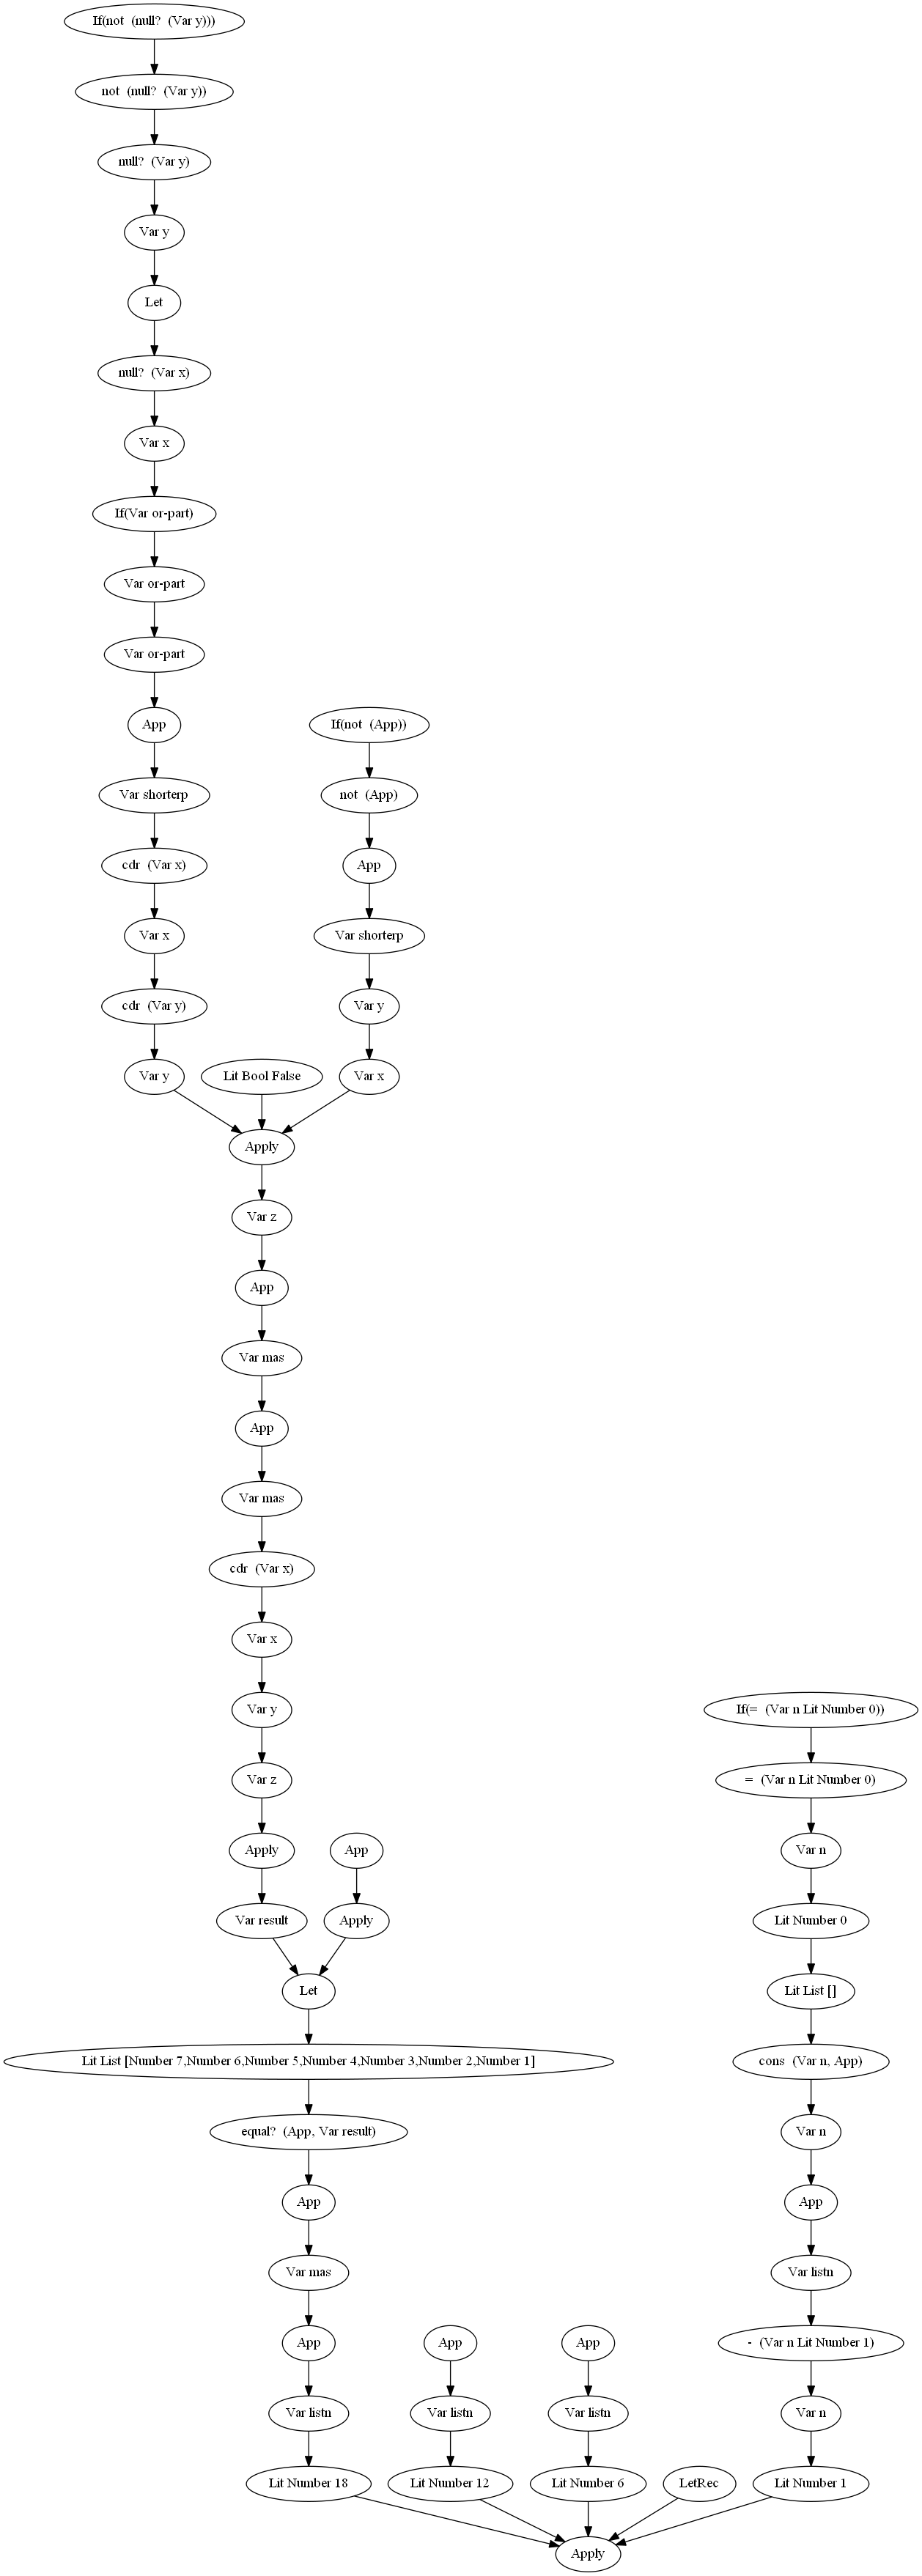 If(not (null? (Var y)))
not (null? (Var y))
null? (Var y)
Var y
Let
null? (Var x)
Var x
If(Var or-part)
Var or-part
Var or-part
App
If(not (App))
Var shorterp
not (App)
cdr (Var x)
App
Var x
Var shorterp
cdr (Var y)
Var y
Var y
Lit Bool False
Var x
Apply
Var z
App
Var mas
App
Var mas
cdr (Var x)
Var x
Var y
If(= (Var n Lit Number 0))
Var z
= (Var n Lit Number 0)
Apply
App
Var n
Var result
Apply
Lit Number 0
Let
Lit List []
Lit List [Number 7,Number 6,Number 5,Number 4,Number 3,Number 2,Number 1]
cons (Var n, App)
equal? (App, Var result)
Var n
App
App
Var mas
Var listn
App
App
App
- (Var n Lit Number 1)
Var listn
Var listn
Var listn
Var n
Lit Number 18
Lit Number 12
Lit Number 6
LetRec
Lit Number 1
Apply